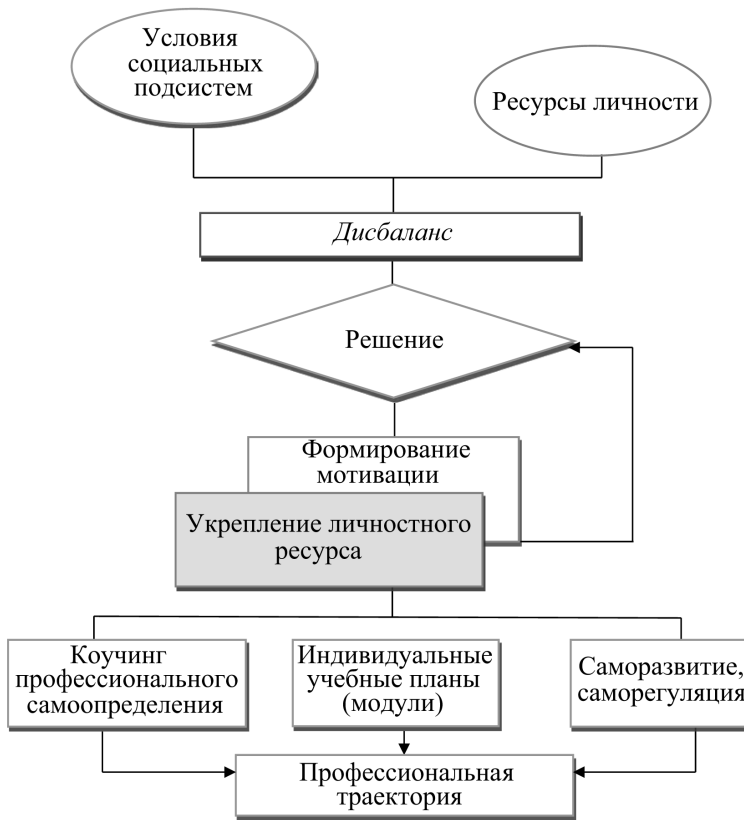 Условия
социальных
подсистем
Ресурсы личности
Дисбаланс
Решение
Формирование
мотивации
Укрепление личностного
ресурса
Коучинг
профессионального
самоопределения
Индивидуальные
учебные планы
(модули)
Саморазвитие,
саморегуляция
Профессиональная
траектория